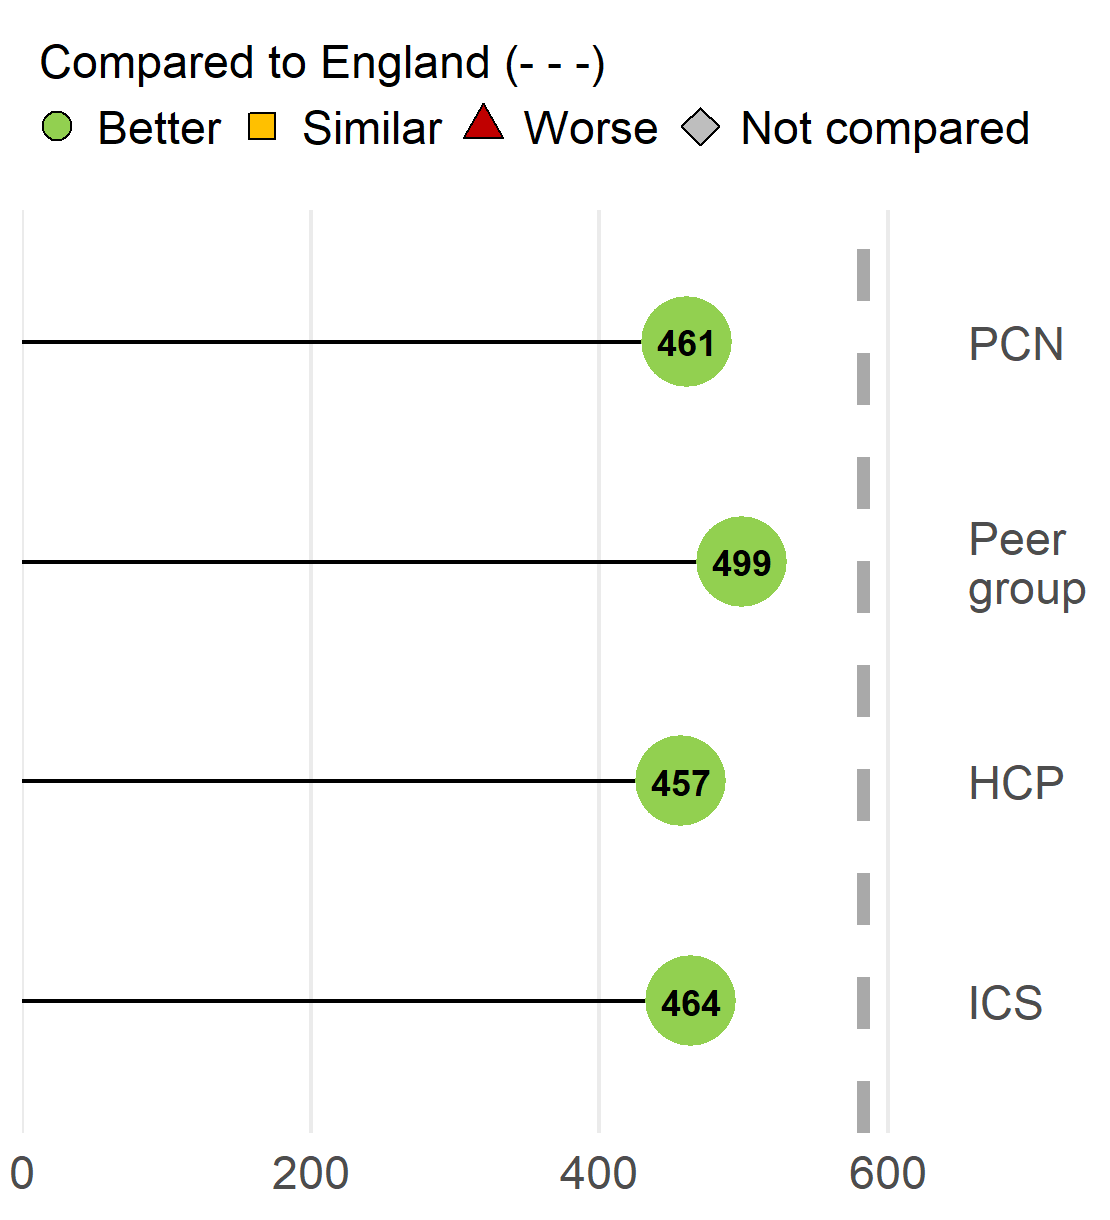 Compared to England (- - -)
Better Similar Worse Not compared
461 PCN
499 Peer
group
457 HCP
464 ICS
0 200 400 600